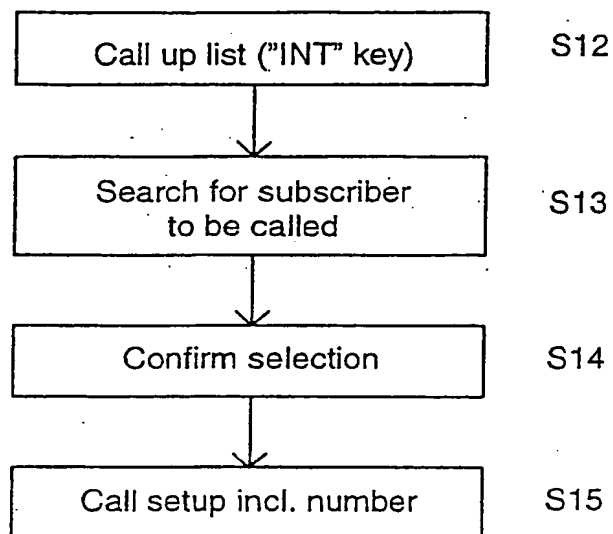 Call up list ("INT" key) S12
Search for subscriber
to be called S13
Confirm selection S14
Call setup incl. number S15